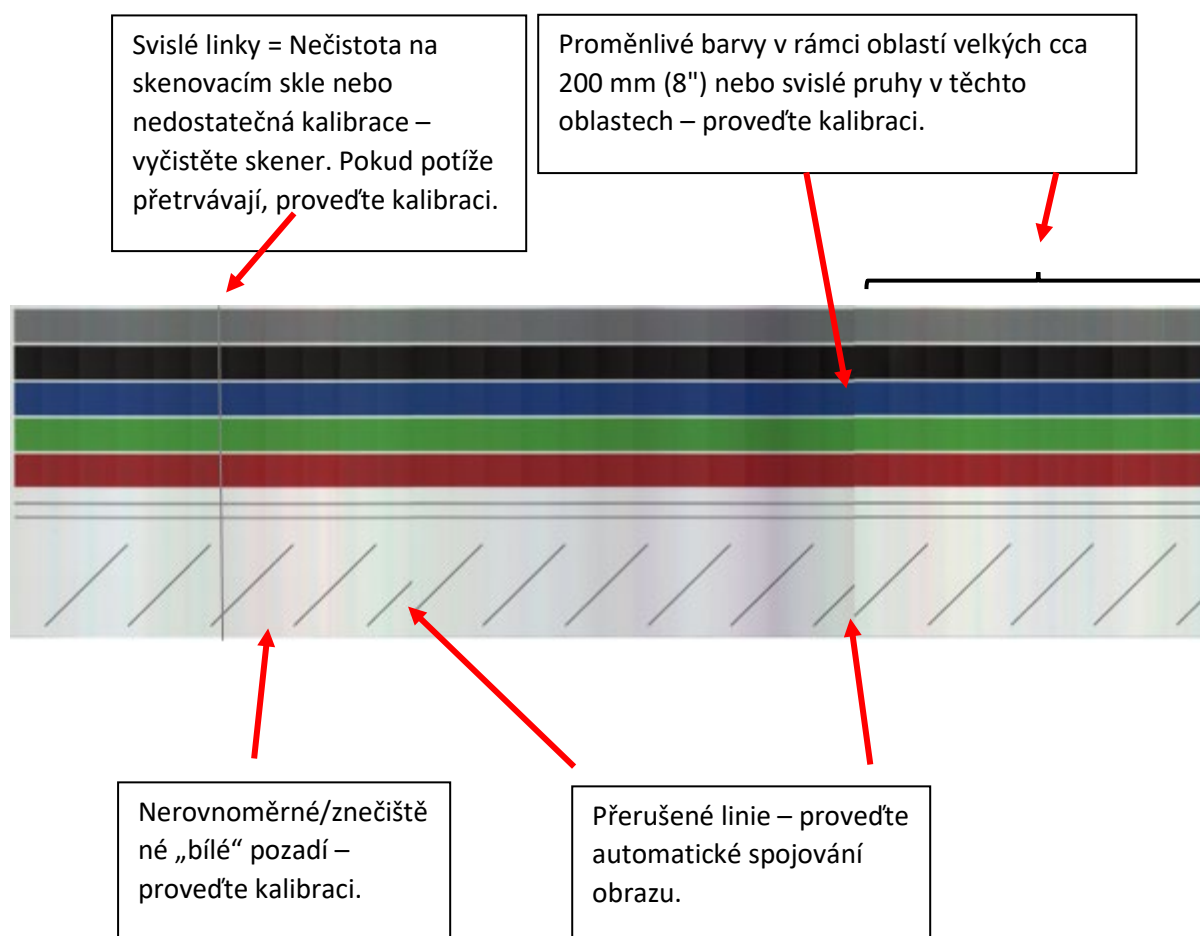 Svislé linky = Nečistota na
skenovacím skle nebo
nedostatečná kalibrace –
vyčistěte skener. Pokud potíže
přetrvávají, proveďte kalibraci.
Proměnlivé barvy v rámci oblastí velkých cca
200 mm (8") nebo svislé pruhy v těchto
oblastech – proveďte kalibraci.
Nerovnoměrné/znečiště
né „bílé“ pozadí –
proveďte kalibraci.
Přerušené linie – proveďte
automatické spojování
obrazu.